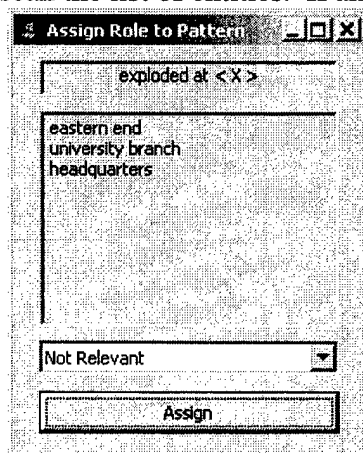 Assign Role to Pattern
exploded at < X >
eastern end
university branch
headquarters
Not Relevant
Assign